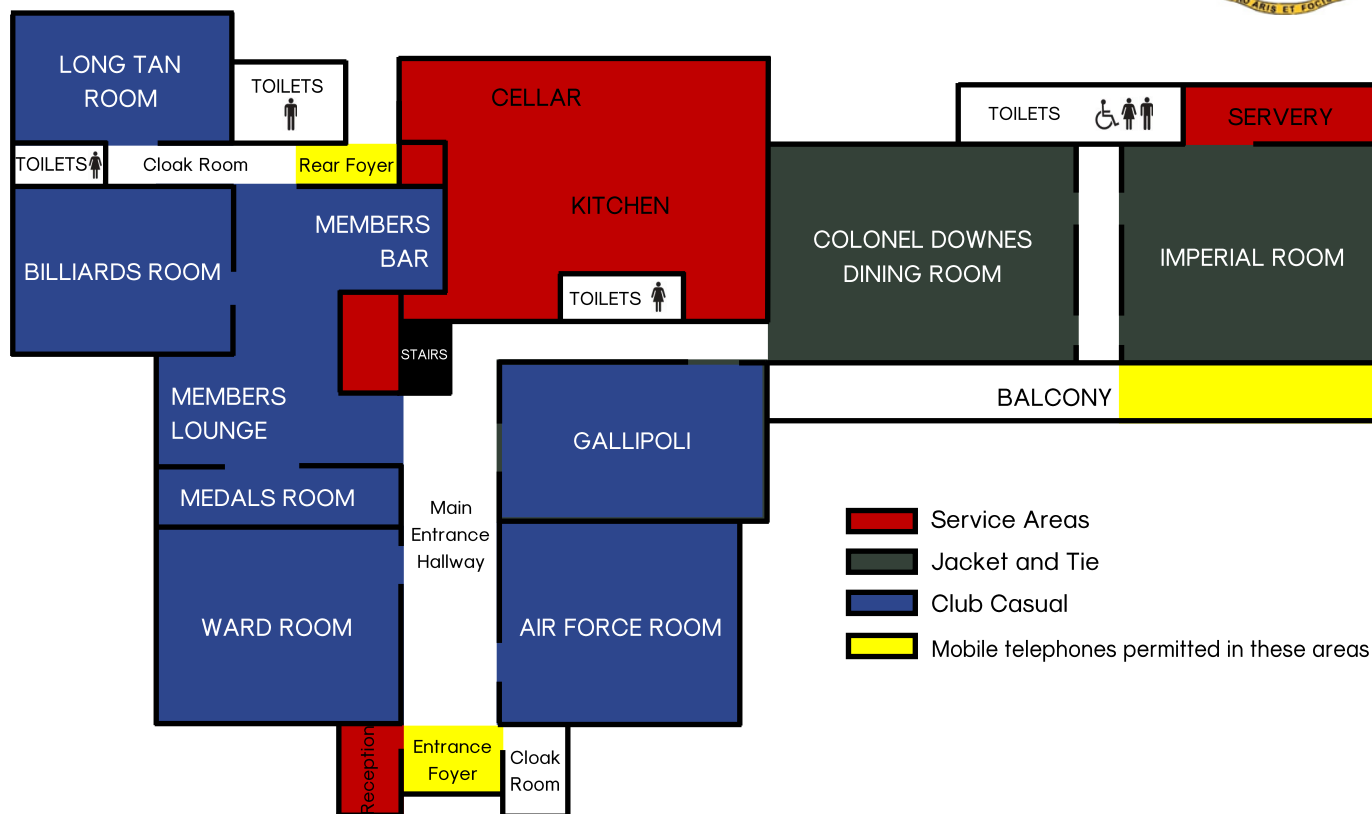 ARIS ET FOCIS
LONG TAN
ROOM
TOILETS
CELLAR
TOILETS
SERVERY
TOILETS
Cloak Room
Rear Foyer
KITCHEN
MEMBERS
BAR
BILLIARDS ROOM
COLONEL DOWNES
DINING ROOM
IMPERIAL ROOM
TOILETS
STAIRS
MEMBERS
LOUNGE
BALCONY
GALLIPOLI
MEDALS ROOM
Main
Entrance
Hallway
WARD ROOM
AIR FORCE ROOM
Service Areas
Jacket and Tie
Club Casual
Mobile telephones permitted in these areas
Reception
Entrance
Foyer
Cloak
Room